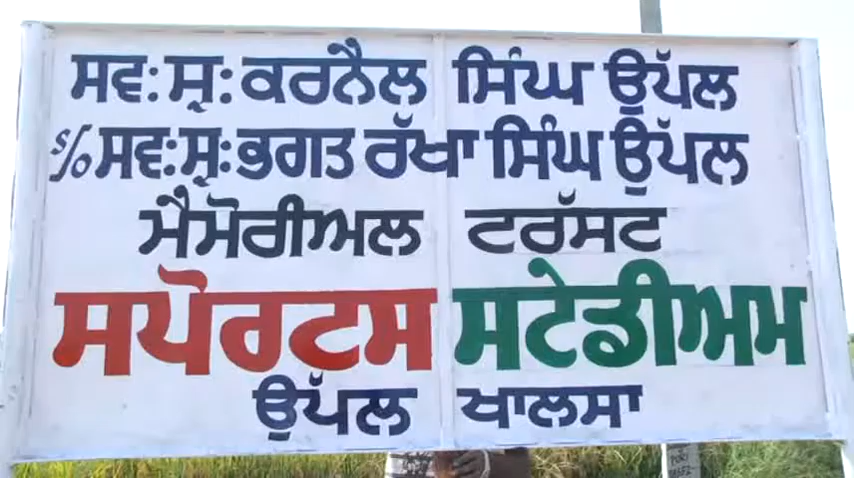 ਸਵ: ਸ੍ਰ: ਕਰਨੈਲ ਸਿੰਘ ਉੱਪਲ
S/o ਸਵ: ਸ੍ਰ: ਭਗਤ ਰੱਖਾ ਸਿੰਘ ਉੱਪਲ
ਮੈਮੋਰੀਅਲ ਟਰੱਸਟ
ਸਪੋਰਟਸ ਸਟੇਡੀਅਮ
ਉੱਪਲ ਖਾਲਸਾ